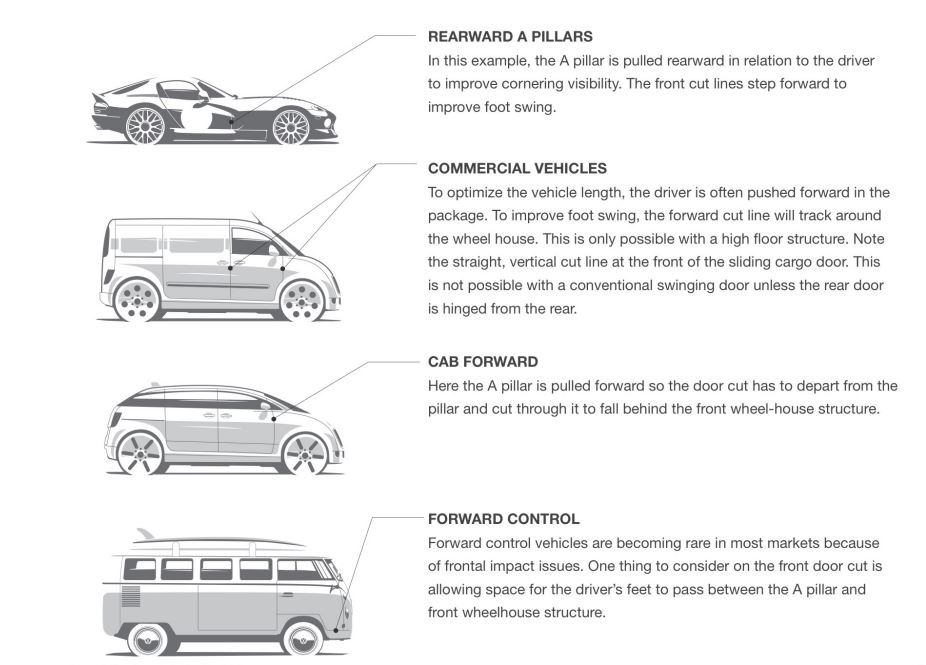 REARWARD A PILLARS
In this example, the A pillar is pulled rearward in relation to the driver
to improve cornering visibility. The front cut lines step forward to
improve foot swing.
COMMERCIAL VEHICLES
To optimize the vehicle length, the driver is often pushed forward in the
package. To improve foot swing, the forward cut line will track around
the wheel house. This is only possible with a high floor structure. Note
the straight, vertical cut line at the front of the sliding cargo door. This
is not possible with a conventional swinging door unless the rear door
is hinged from the rear.
CAB FORWARD
Here the A pillar is pulled forward so the door cut has to depart from the
pillar and cut through it to fall behind the front wheel-house structure.
FORWARD CONTROL
Forward control vehicles are becoming rare in most markets because
of frontal impact issues. One thing to consider on the front door cut is
allowing space for the driver’s feet to pass between the A pillar and
front wheelhouse structure.